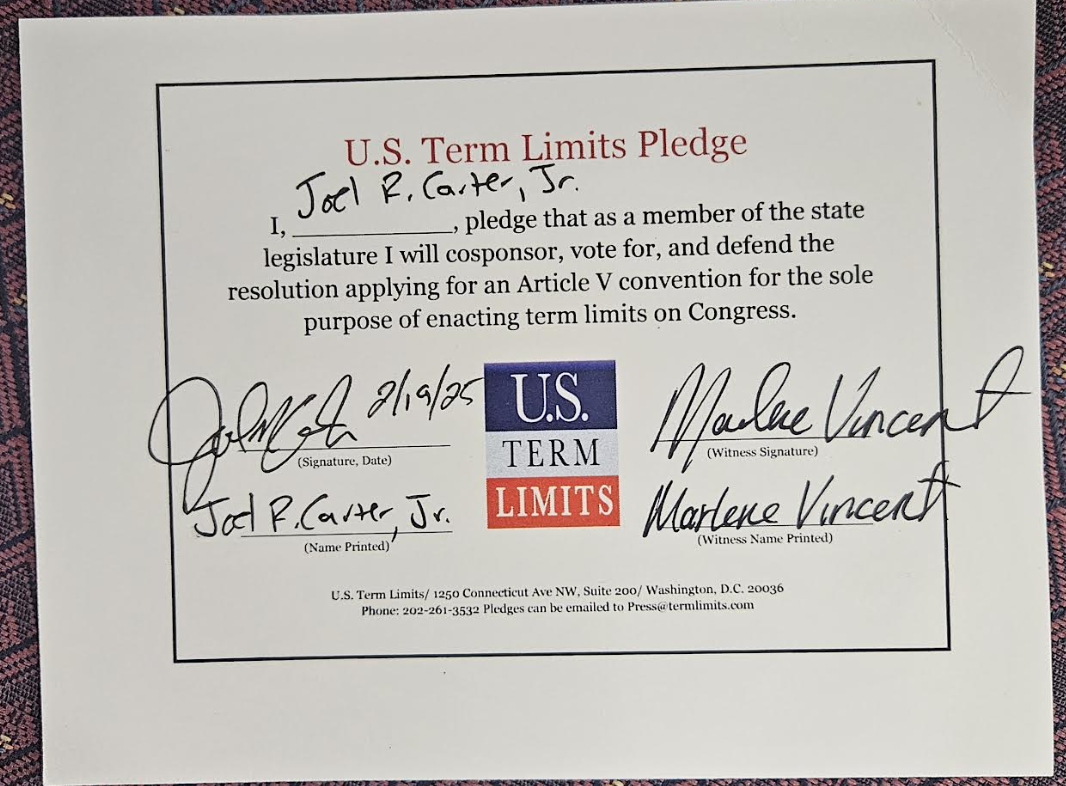 U.S. Term Limits Pledge
Joel R. Carter, Jr.
I, ______________, pledge that as a member of the state
legislature I will cosponsor, vote for, and defend the
resolution applying for an Article V convention for the sole
purpose of enacting term limits on Congress.
2/19/25
(Signature, Date)
Joel R. Carter, Jr.
(Name Printed)
U.S.
TERM
LIMITS
Marlene Vincent
(Witness Signature)
Marlene Vincent
(Witness Name Printed)
U.S. Term Limits/ 1250 Connecticut Ave NW, Suite 200/ Washington, D.C. 20036
Phone: 202-261-3532 Pledges can be emailed to Press@termlimits.com